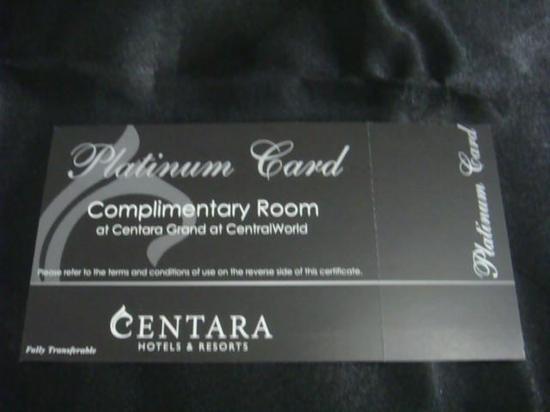 Platinum Card
Complimentary Room
at Centara Grand at CentralWorld
Please refer to the terms and conditions of use on the reverse side of this certificate.
CENTARA
HOTELS & RESORTS
Fully Transferable
Platinum Card